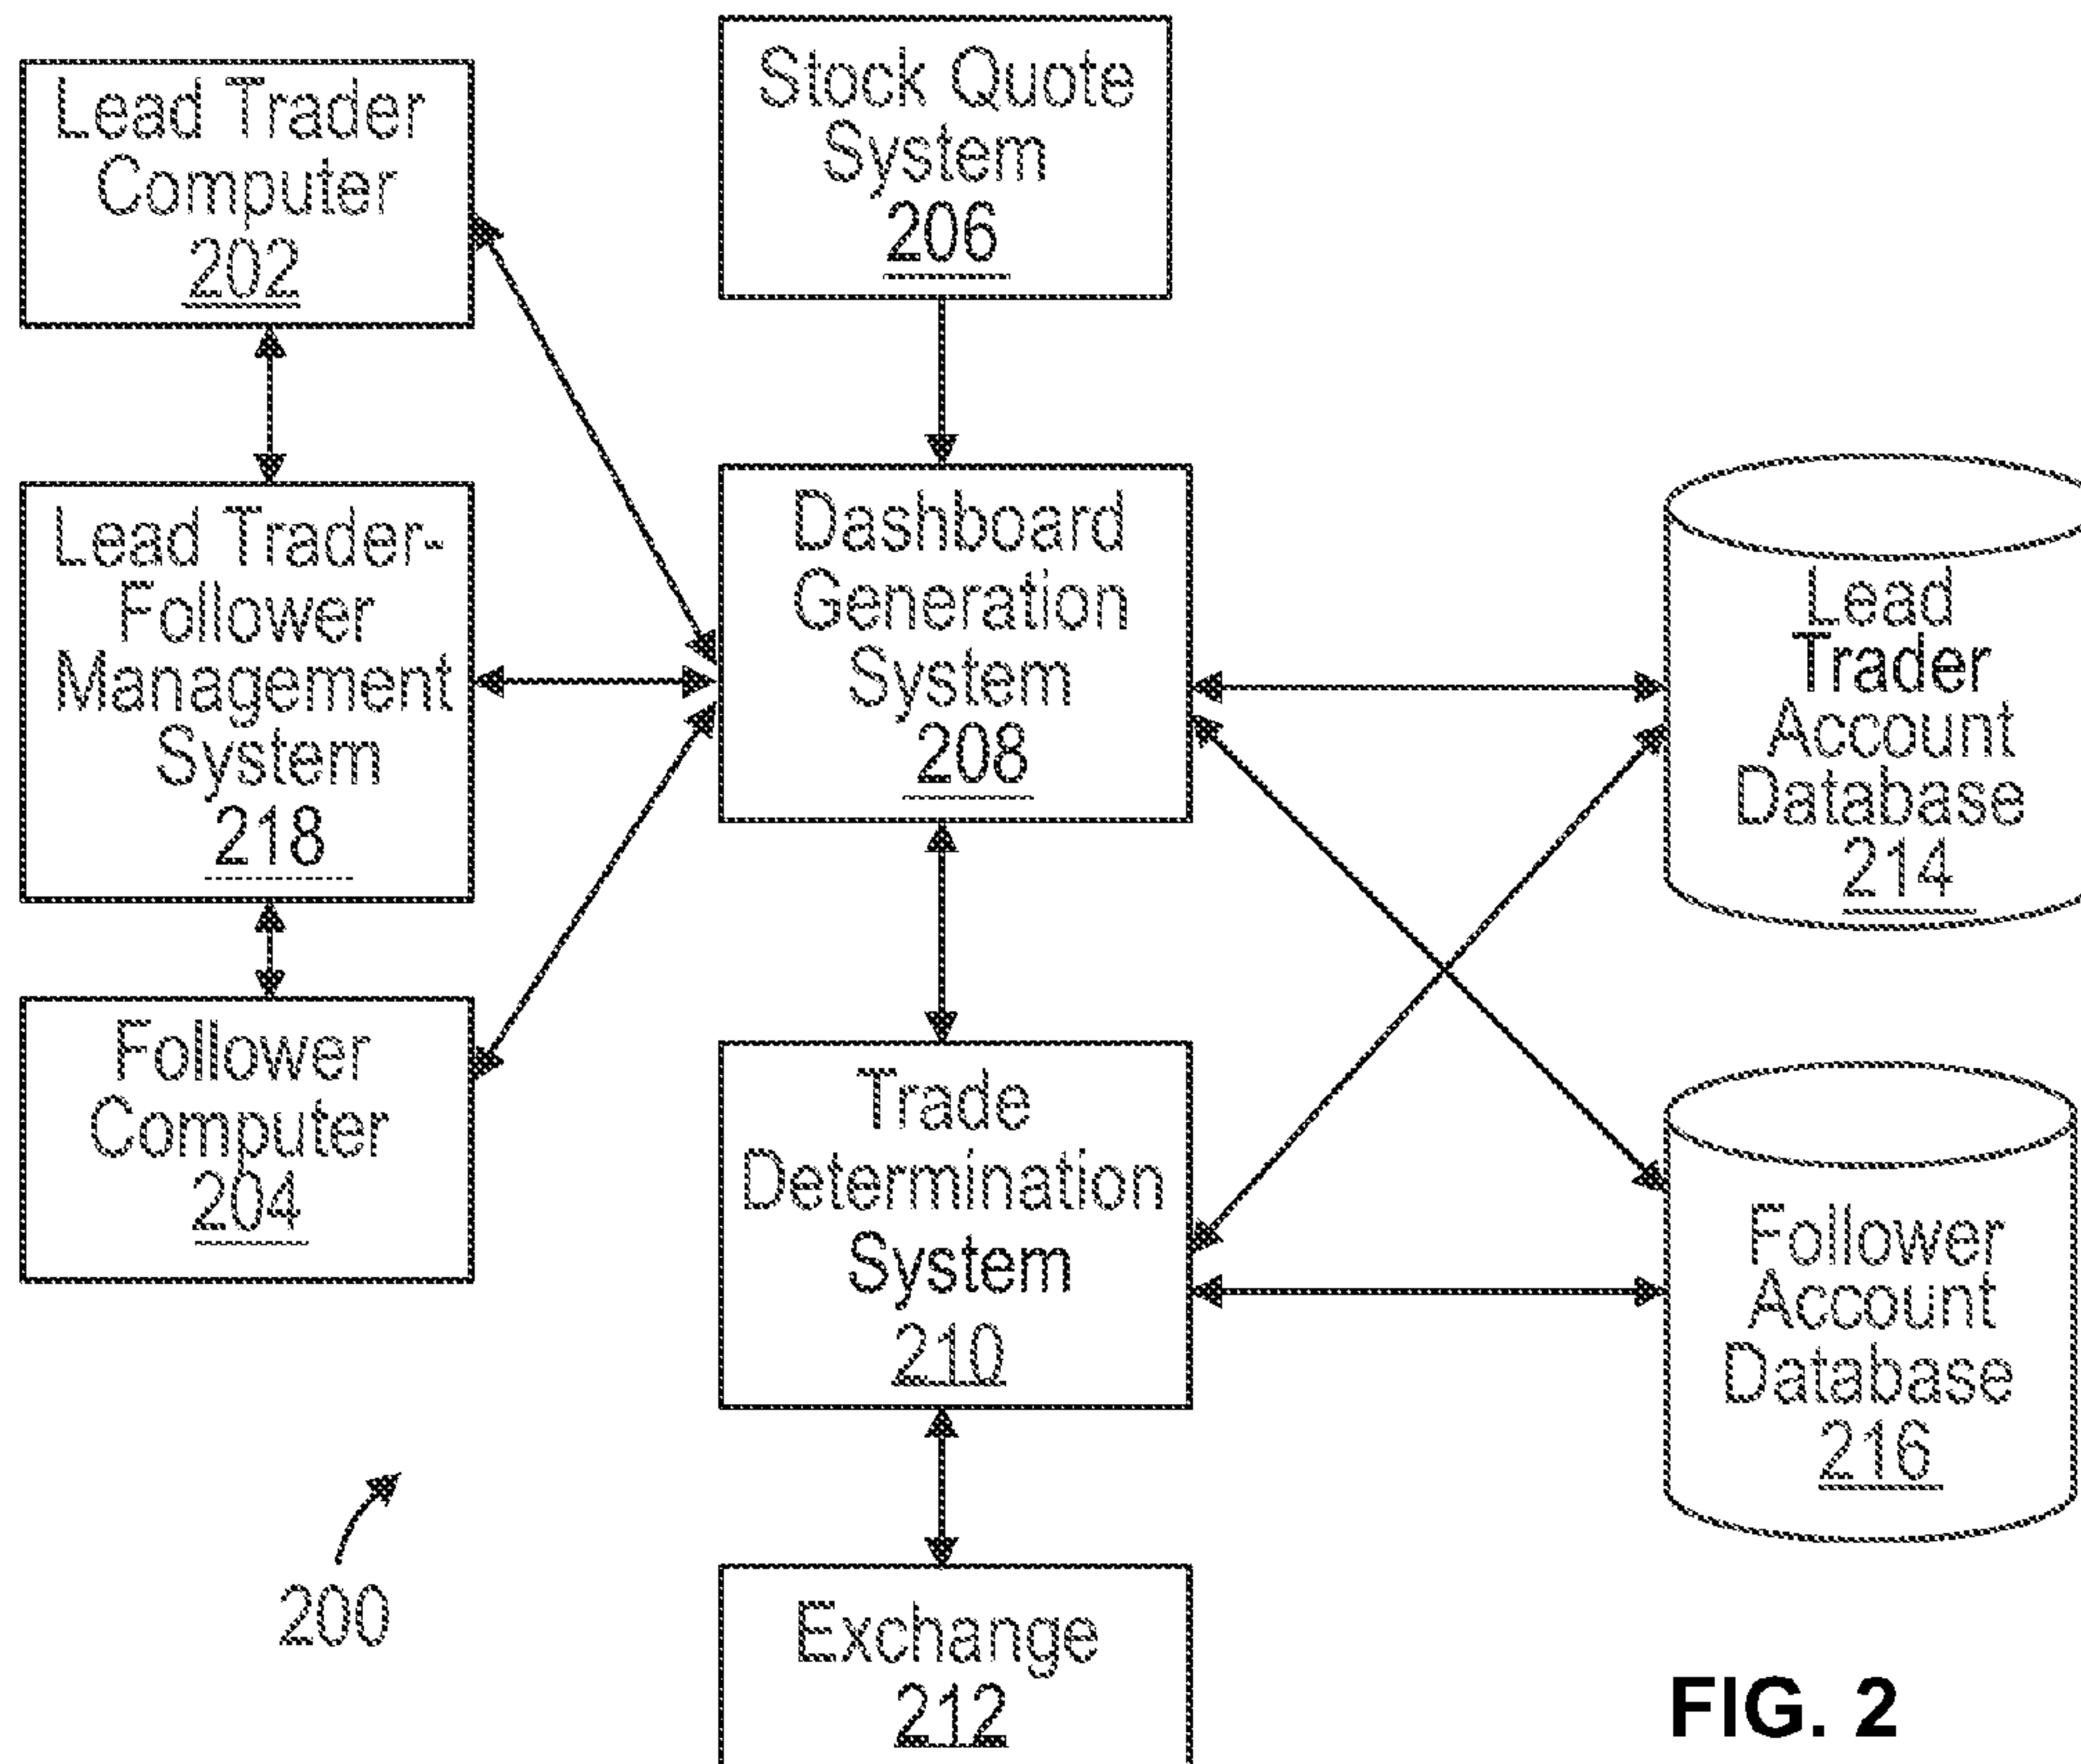 Lead Trader
Computer
202
Stock Quote
System
206
Lead Trader-
Follower
Management
System
218
Dashboard
Generation
System
208
Lead
Trader
Account
Database
214
Follower
Computer
204
Trade
Determination
System
210
Follower
Account
Database
216
200
Exchange
212
FIG. 2